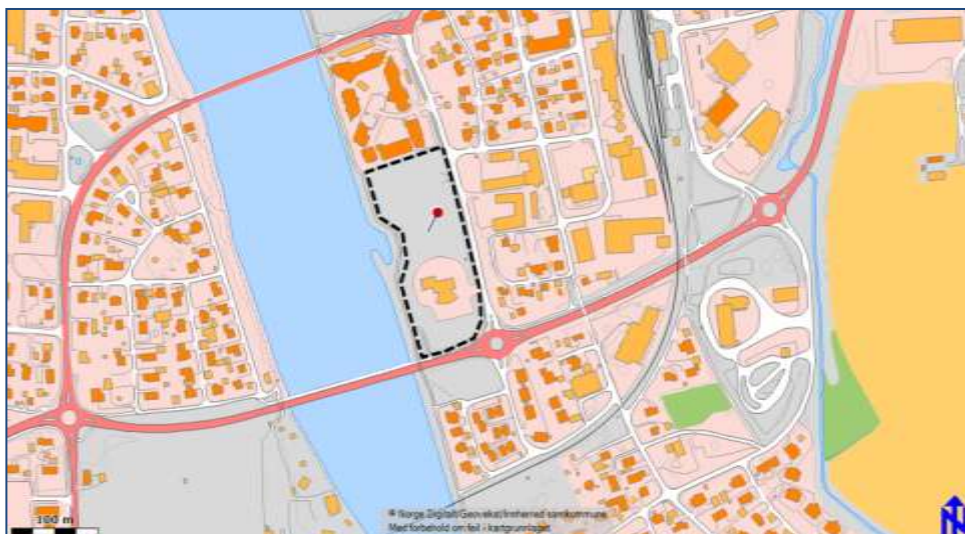 100 m
© Norge Digitalt/Geovekst/Innherred samkommune
Med forbehold om feil i kartgrunnlaget
N